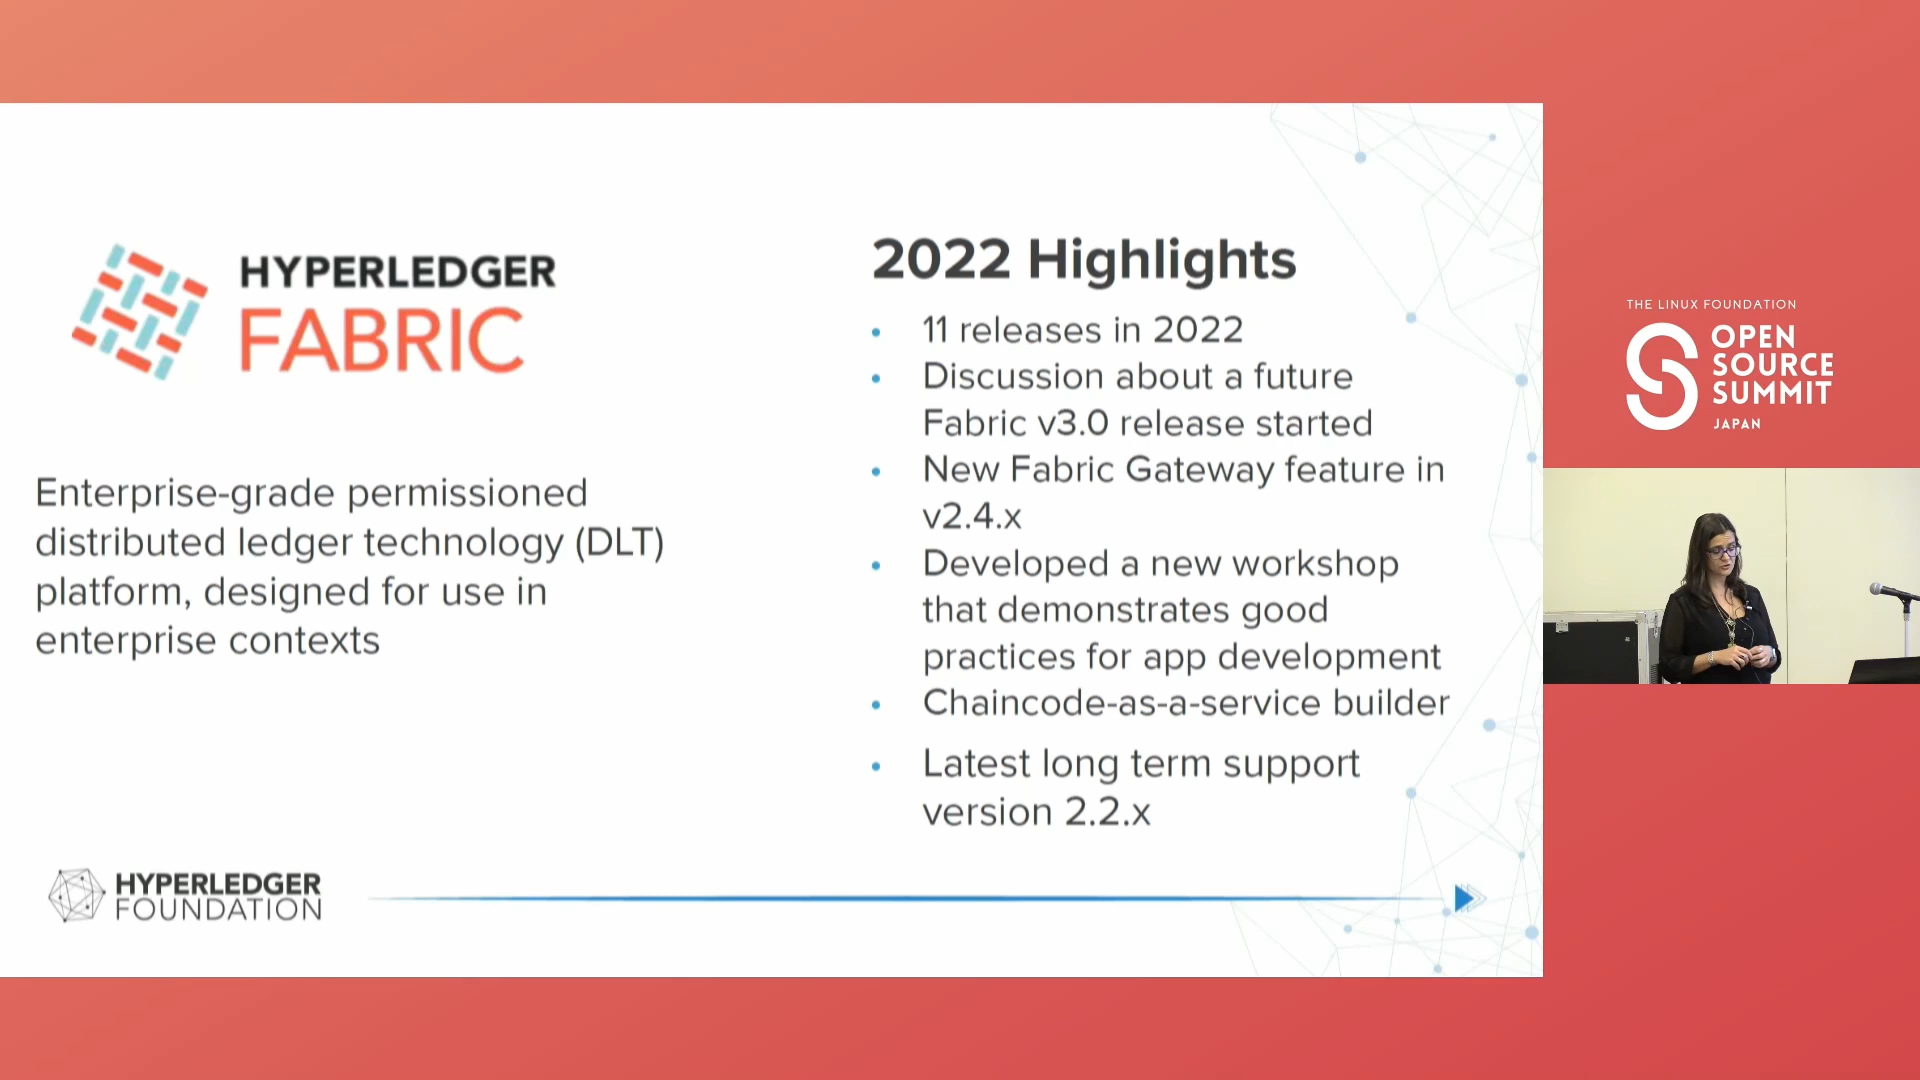 HYPERLEDGER
FABRIC
Enterprise-grade permissioned
distributed ledger technology (DLT)
platform, designed for use in
enterprise contexts
2022 Highlights
• 11 releases in 2022
• Discussion about a future
Fabric v3.0 release started
• New Fabric Gateway feature in
v2.4.x
• Developed a new workshop
that demonstrates good
practices for app development
• Chaincode-as-a-service builder
• Latest long term support
version 2.2.x
HYPERLEDGER
FOUNDATION
THE LINUX FOUNDATION
OPEN
SOURCE
SUMMIT
JAPAN